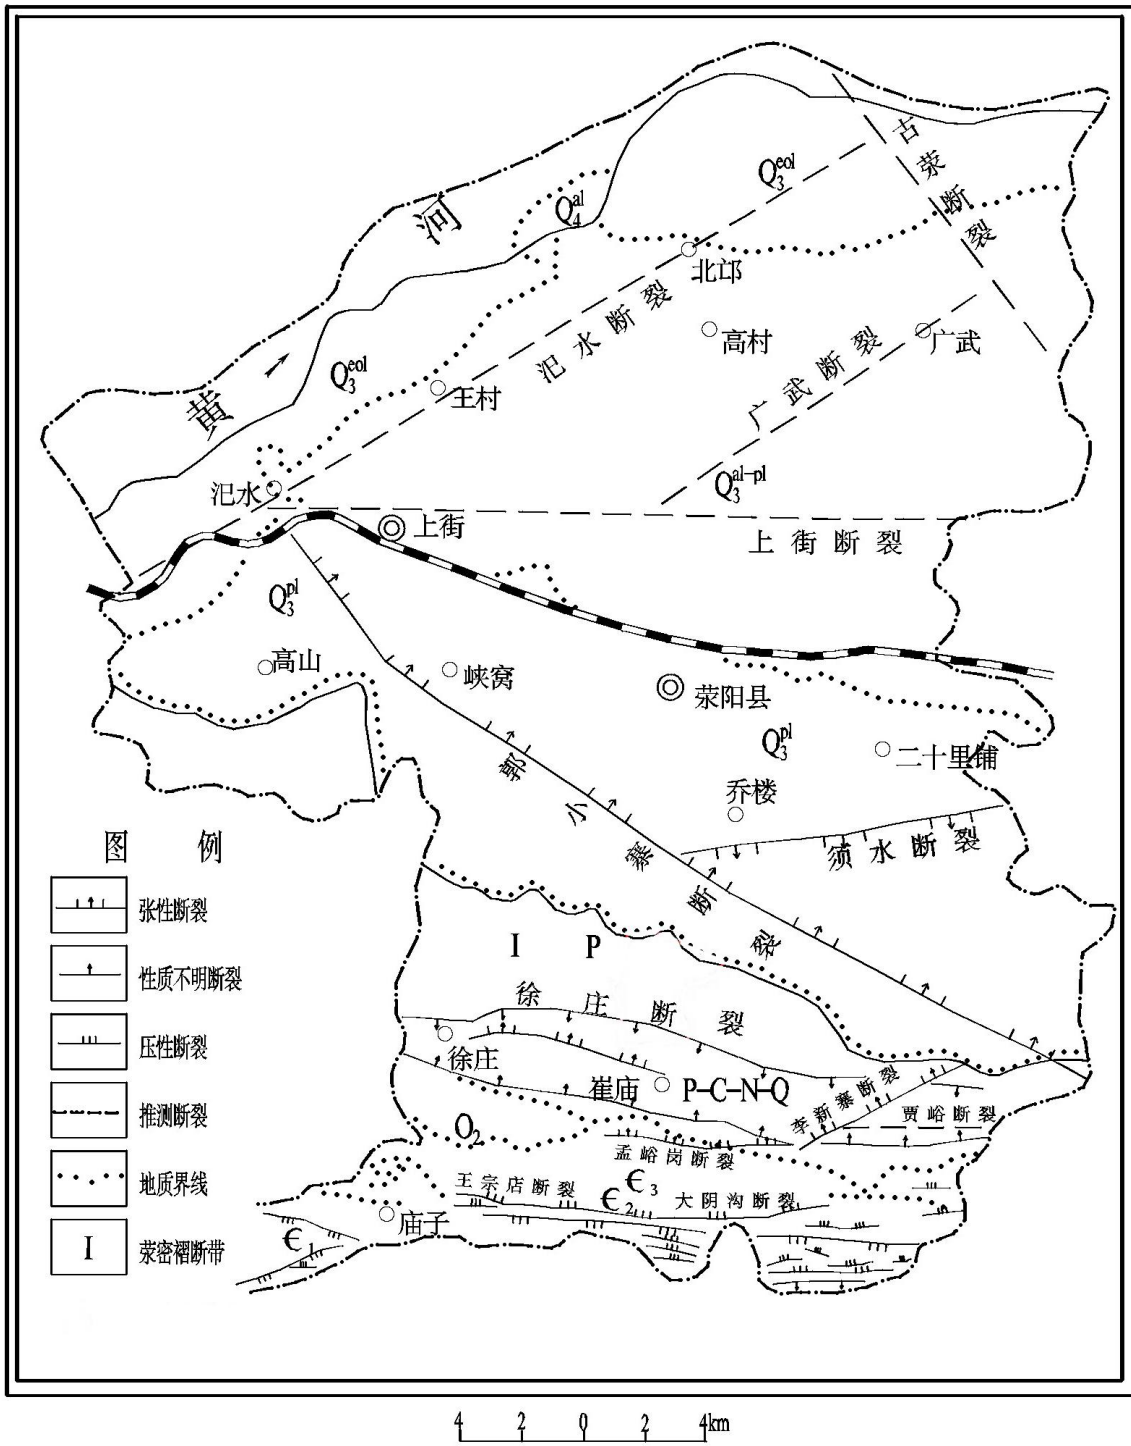 古荥断裂
Q₃ᵉᵒˡ
Q₄ᵃˡ
黄河
北邙
汜水断裂
高村
广武
广武断裂
Q₃ᵉᵒˡ
王村
汜水
Q₃ᵃˡ⁻ᵖˡ
上街
上街断裂
Q₃ᵖˡ
高山
峡窝
荥阳县
Q₃ᵖˡ
二十里铺
乔楼
须水断裂
郭小寨断裂
I P
徐庄断裂
徐庄
崔庙
P-C-N-Q
李新寨断裂
贾峪断裂
O₂
孟峪岗断裂
王宗店断裂
Є₃
Є₂
大阴沟断裂
庙子
Є₁
图例
张性断裂
性质不明断裂
压性断裂
推测断裂
地质界线
I 荥密褶断带
4 2 0 2 4km